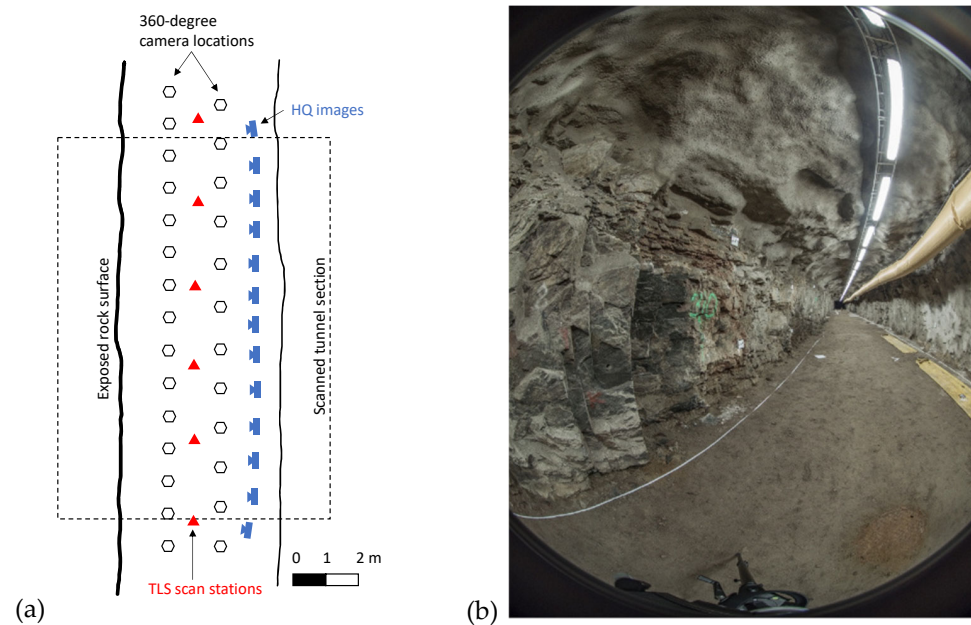 360-degree
camera locations
HQ images
Exposed rock surface
Scanned tunnel section
0 1 2 m
TLS scan stations
(a)
(b)